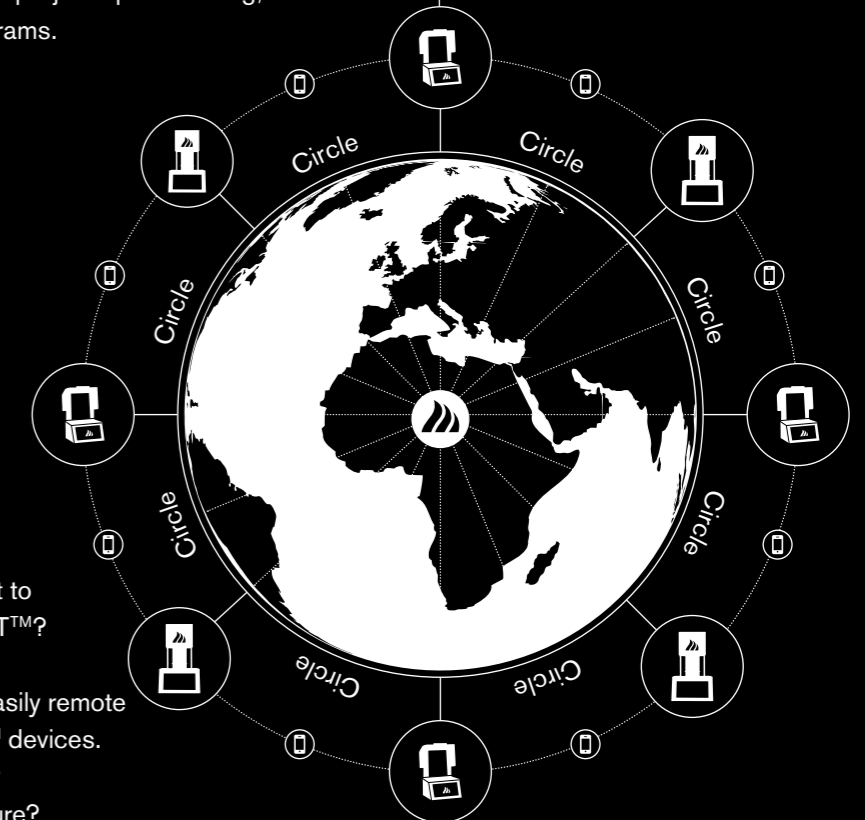 rams.
Circle
Circle
Circle
Circle
Circle
Circle
Circle
Circle
t to
T™?
asily remote
devices.
ure?